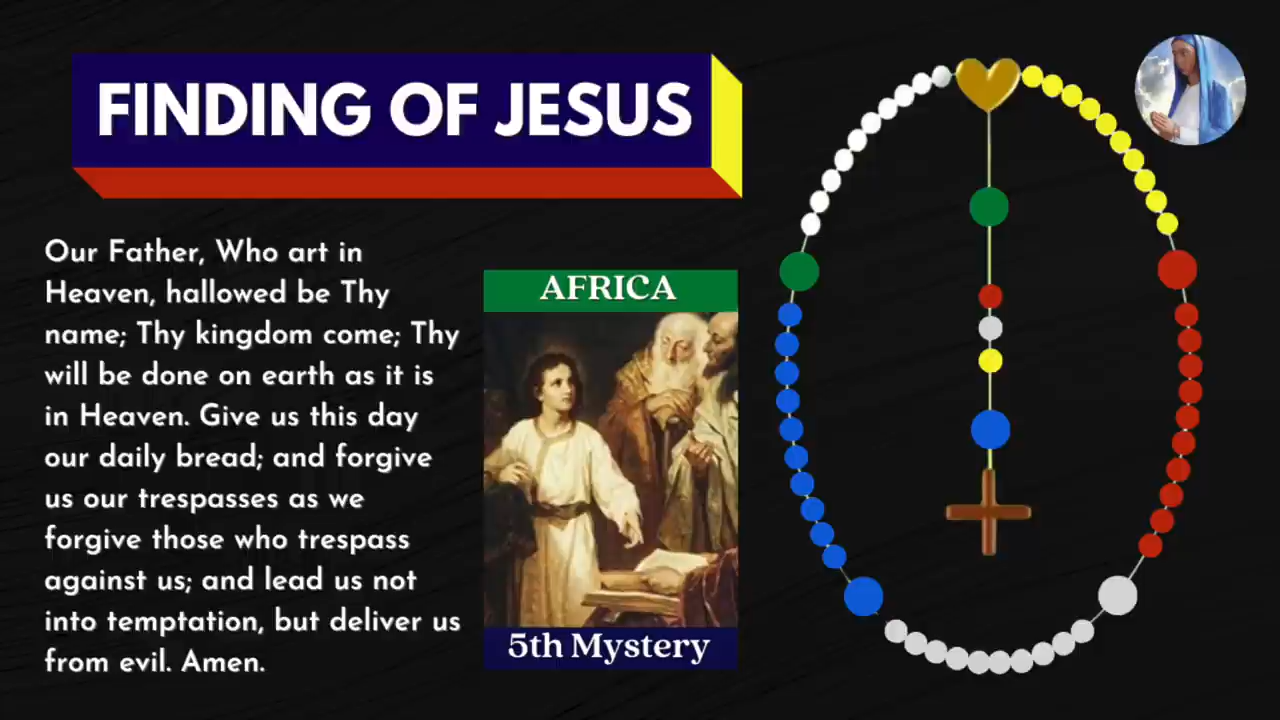 FINDING OF JESUS
Our Father, Who art in
Heaven, hallowed be Thy
name; Thy kingdom come; Thy
will be done on earth as it is
in Heaven. Give us this day
our daily bread; and forgive
us our trespasses as we
forgive those who trespass
against us; and lead us not
into temptation, but deliver us
from evil. Amen.
AFRICA
5th Mystery